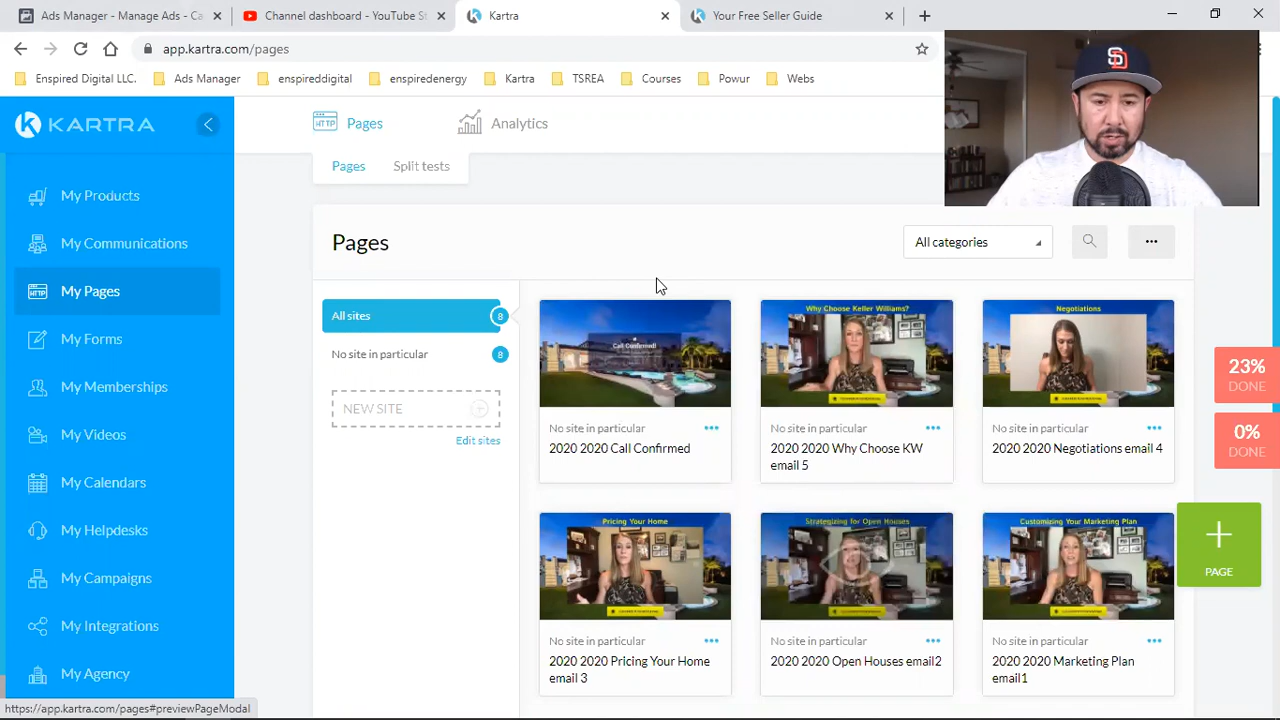 Ads Manager - Manage Ads - Ca
Channel dashboard - YouTube St
Kartra
Your Free Seller Guide
app.kartra.com/pages
Enspired Digital LLC.
Ads Manager
enspireddigital
enspiredenergy
Kartra
TSREA
Courses
Powur
Webs
KARTRA
Pages
Analytics
Pages
Split tests
My Products
My Communications
My Pages
My Forms
My Memberships
My Videos
My Calendars
My Helpdesks
My Campaigns
My Integrations
My Agency
Pages
All categories
All sites
8
No site in particular
8
NEW SITE
Edit sites
Call Confirmed!
No site in particular
2020 2020 Call Confirmed
Why Choose Keller Williams?
No site in particular
2020 2020 Why Choose KW
email 5
Negotiations
No site in particular
2020 2020 Negotiations email 4
Pricing Your Home
No site in particular
2020 2020 Pricing Your Home
email 3
Strategizing for Open Houses
No site in particular
2020 2020 Open Houses email2
Customizing Your Marketing Plan
No site in particular
2020 2020 Marketing Plan
email1
23%
DONE
0%
DONE
PAGE
SD
https://app.kartra.com/pages#previewPageModal